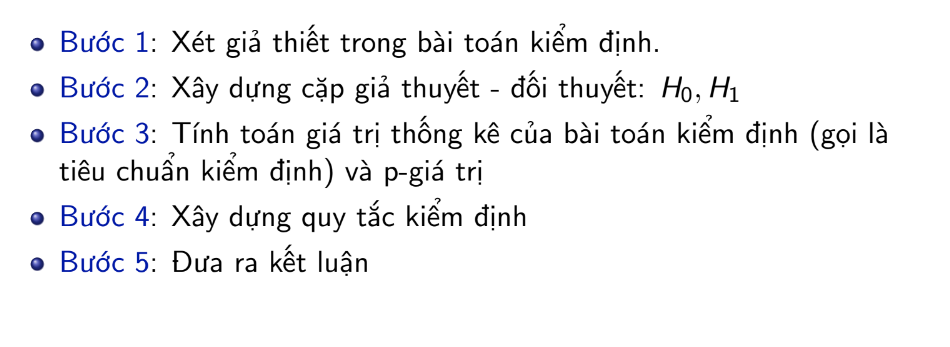 Bước 1: Xét giả thiết trong bài toán kiểm định.
Bước 2: Xây dựng cặp giả thuyết - đối thuyết: H₀, H₁
Bước 3: Tính toán giá trị thống kê của bài toán kiểm định (gọi là
tiêu chuẩn kiểm định) và p-giá trị
Bước 4: Xây dựng quy tắc kiểm định
Bước 5: Đưa ra kết luận